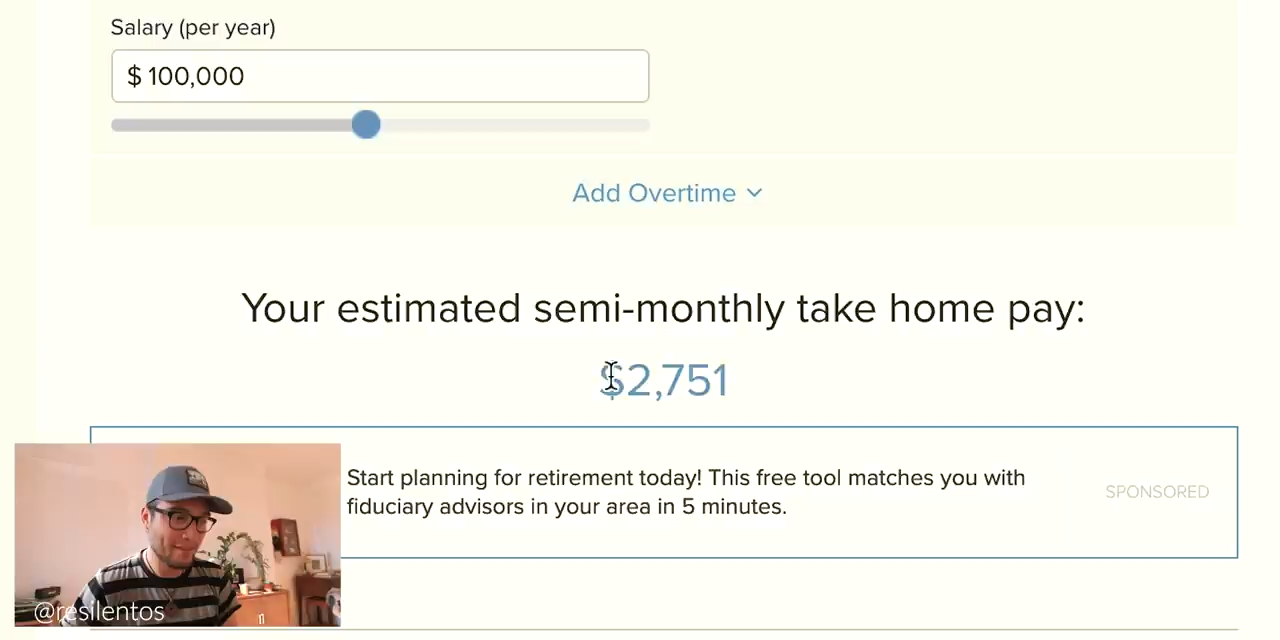 Salary (per year)
$ 100,000
Add Overtime
Your estimated semi-monthly take home pay:
$2,751
Start planning for retirement today! This free tool matches you with
fiduciary advisors in your area in 5 minutes.
SPONSORED
@resilentos